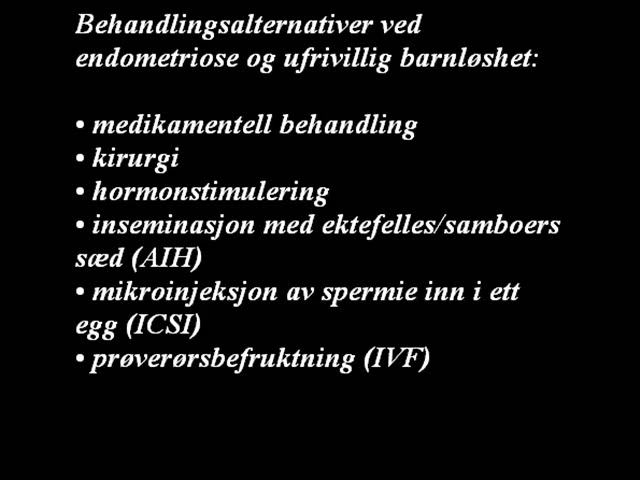 Behandlingsalternativer ved
endometriose og ufrivillig barnløshet:
• medikamentell behandling
• kirurgi
• hormonstimulering
• inseminasjon med ektefelles/samboers
sæd (AIH)
• mikroinjeksjon av spermie inn i ett
egg (ICSI)
• prøverørsbefruktning (IVF)